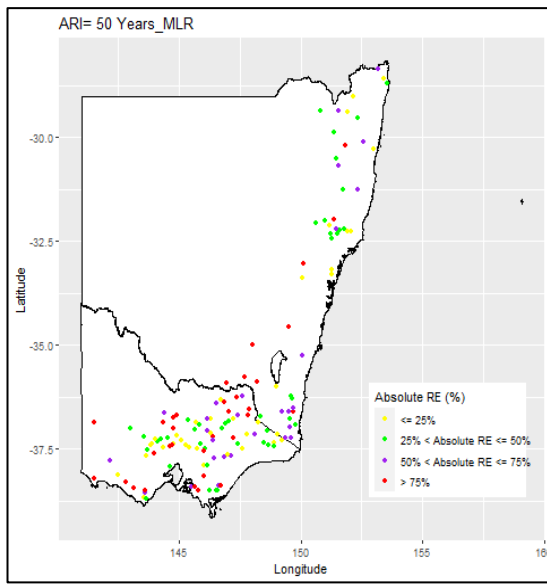 ARI= 50 Years_MLR
-30.0
-32.5
-35.0
-37.5
Latitude
145
150
155
160
Longitude
Absolute RE (%)
<= 25%
25% < Absolute RE <= 50%
50% < Absolute RE <= 75%
> 75%